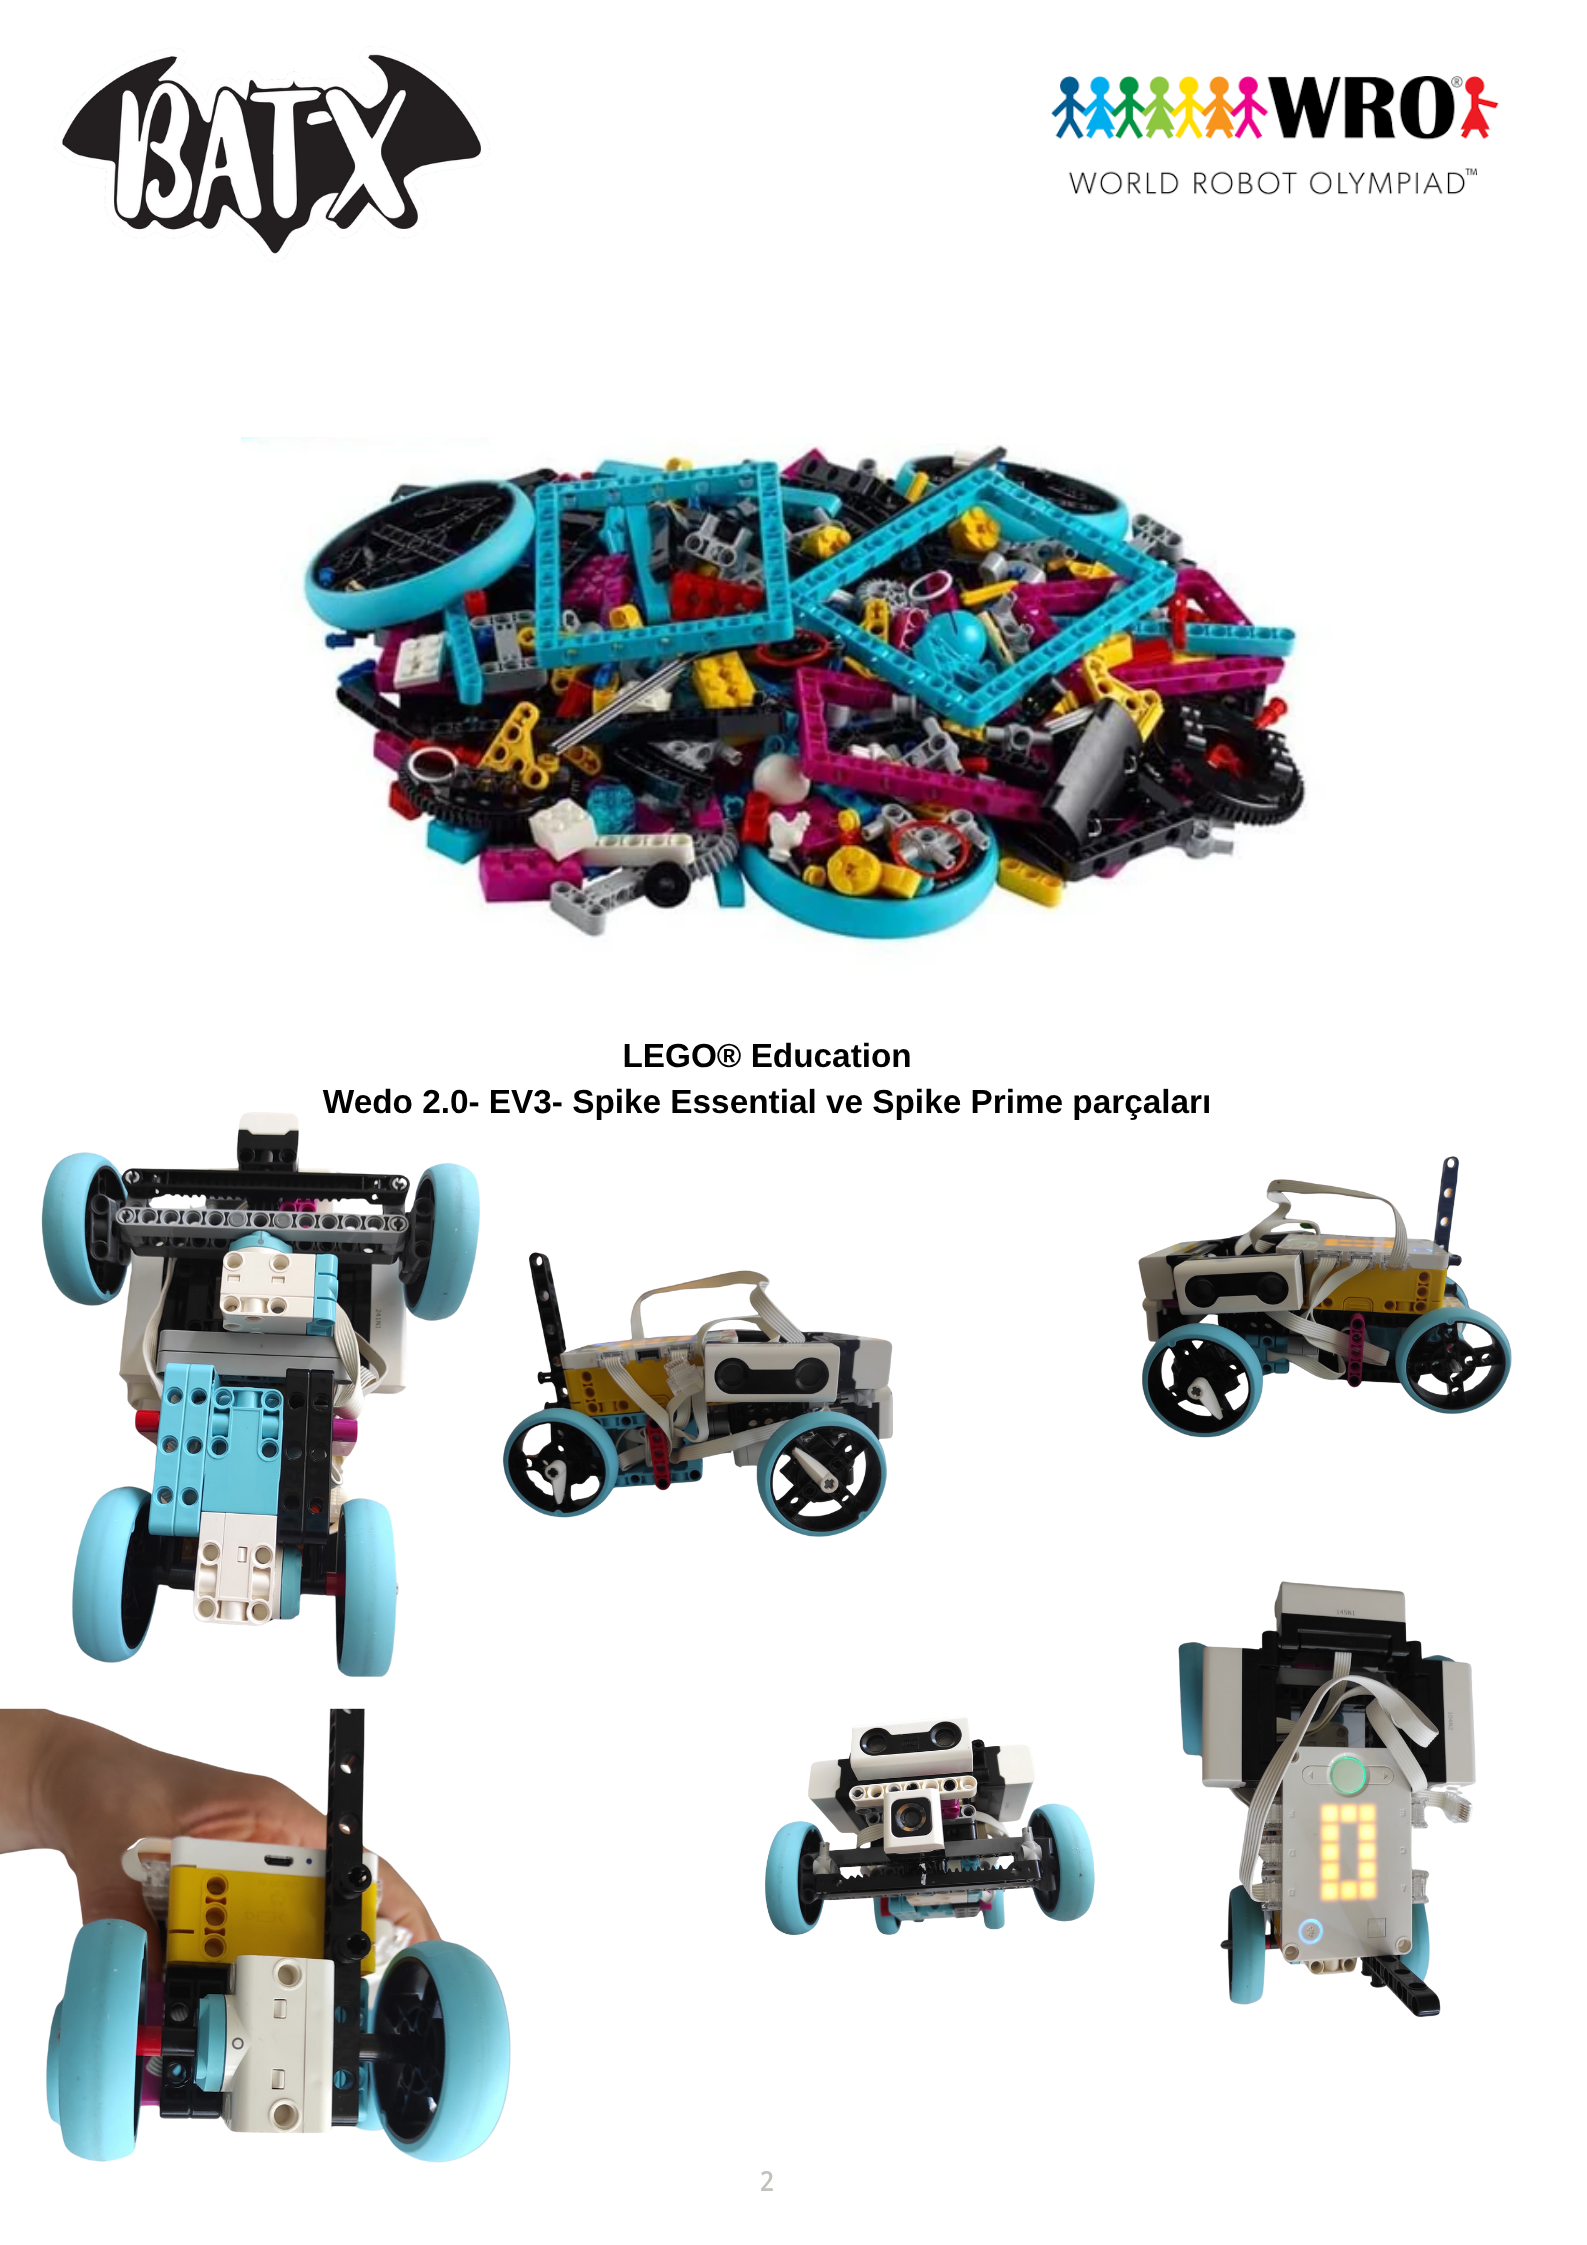 BAT-X
WRO®
WORLD ROBOT OLYMPIAD™
LEGO® Education
Wedo 2.0- EV3- Spike Essential ve Spike Prime parçaları
2